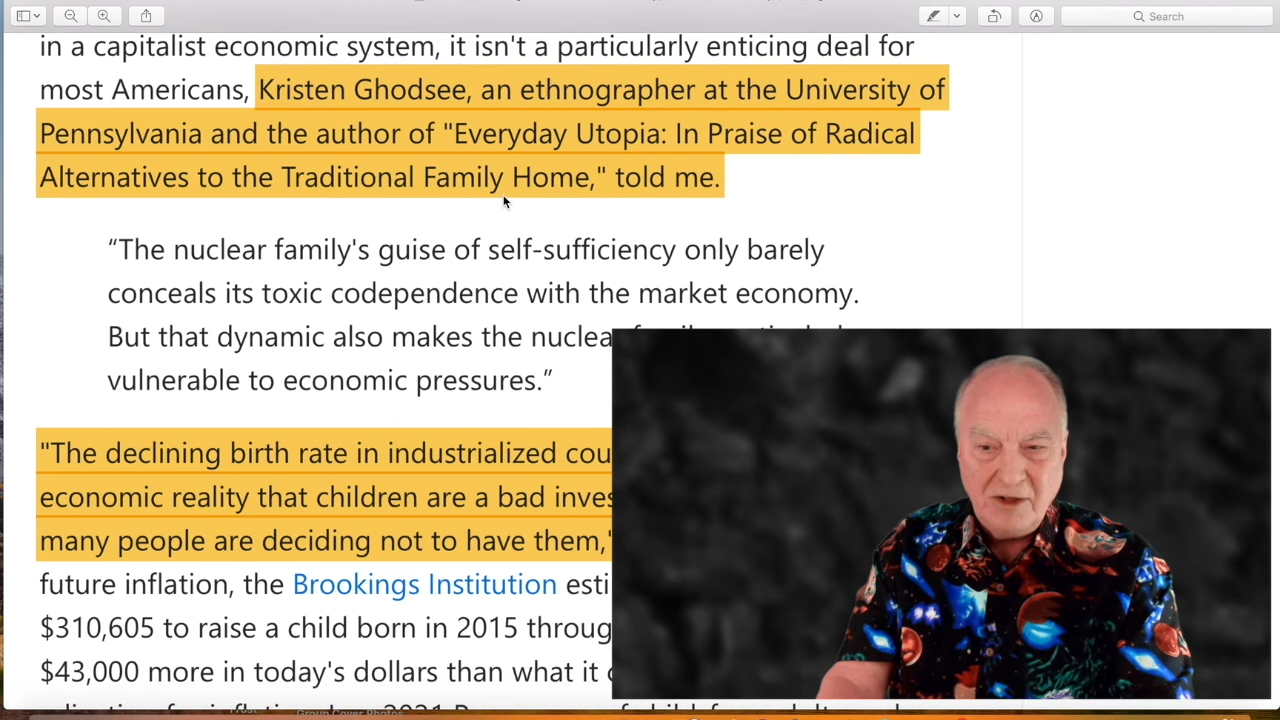 Search
in a capitalist economic system, it isn't a particularly enticing deal for
most Americans, Kristen Ghodsee, an ethnographer at the University of
Pennsylvania and the author of "Everyday Utopia: In Praise of Radical
Alternatives to the Traditional Family Home," told me.
“The nuclear family's guise of self-sufficiency only barely
conceals its toxic codependence with the market economy.
But that dynamic also makes the
vulnerable to economic pressures.”
"The declining birth rate in industrialized
economic reality that children are a bad
many people are deciding not to have them,
future inflation, the Brookings Institution
$310,605 to raise a child born in 2015
$43,000 more in today's dollars than what it
Group Cover Photos